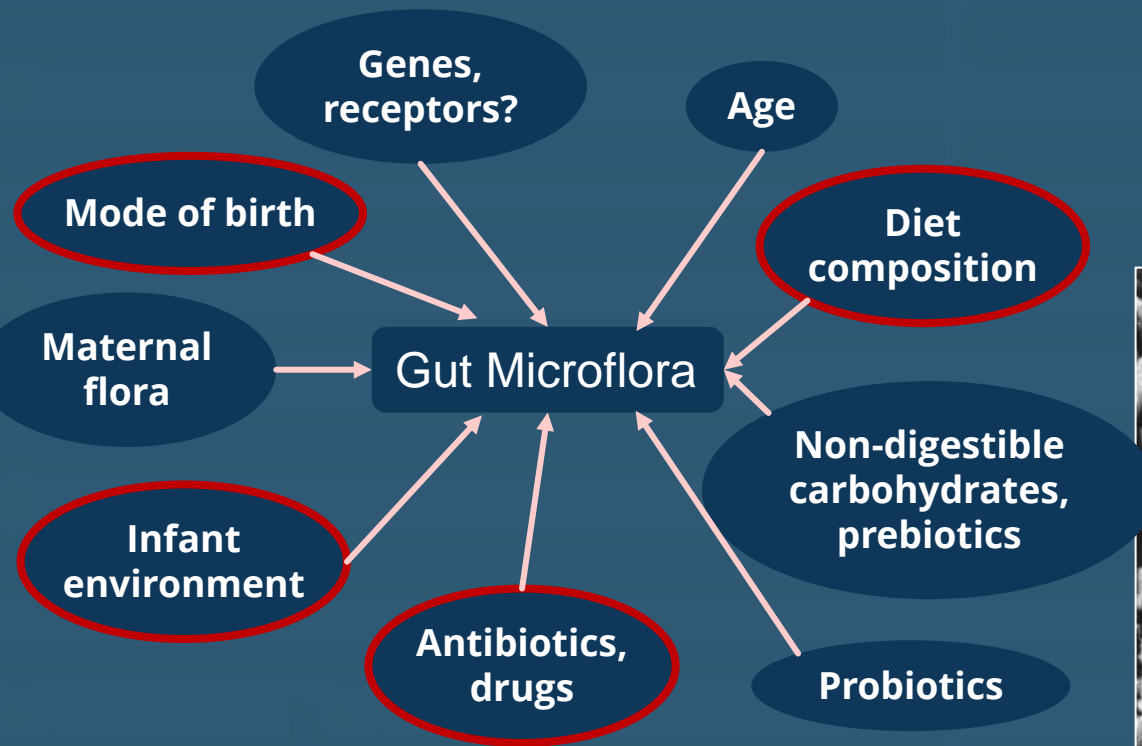 Genes,
receptors?
Age
Mode of birth
Diet
composition
Maternal
flora
Gut Microflora
Non-digestible
carbohydrates,
prebiotics
Infant
environment
Antibiotics,
drugs
Probiotics